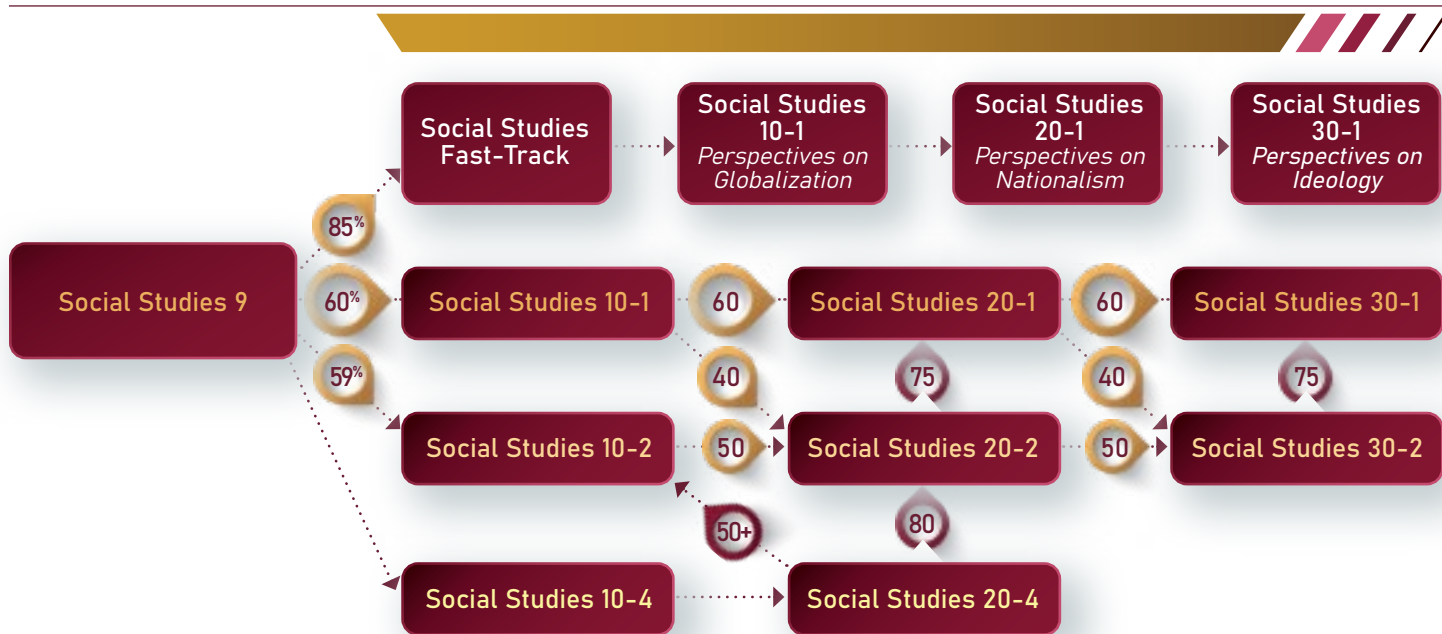 Social Studies
Fast-Track
Social Studies
10-1
Perspectives on
Globalization
Social Studies
20-1
Perspectives on
Nationalism
Social Studies
30-1
Perspectives on
Ideology
85%
Social Studies 9
60%
Social Studies 10-1
60
Social Studies 20-1
60
Social Studies 30-1
59%
40
75
40
75
Social Studies 10-2
50
Social Studies 20-2
50
Social Studies 30-2
50+
80
Social Studies 10-4
Social Studies 20-4